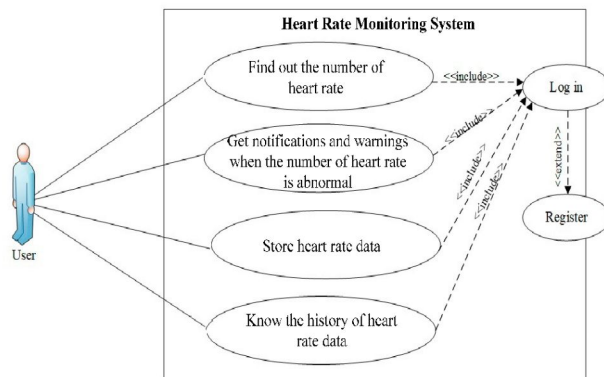 Heart Rate Monitoring System
Find out the number of
heart rate
<<include>>
Log in
Get notifications and warnings
when the number of heart rate
is abnormal
<<include>>
<<extend>>
User
Store heart rate data
<<include>>
<<include>>
Register
Know the history of heart
rate data